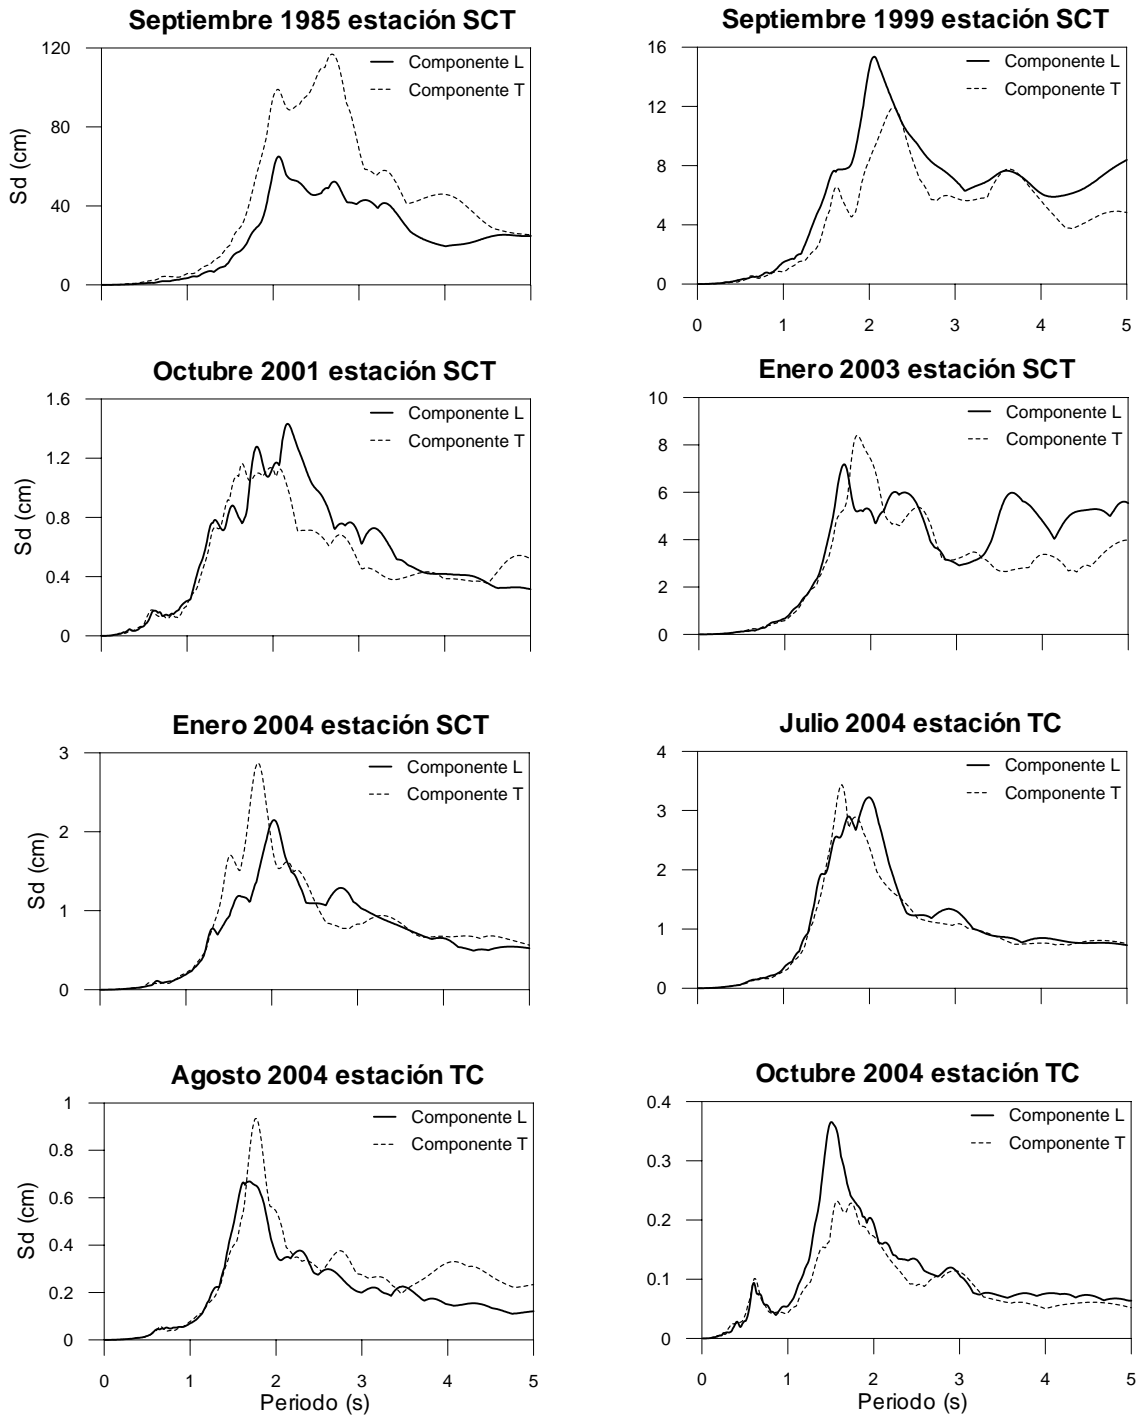 Septiembre 1985 estación SCT
120
80
40
0
Sd (cm)
Componente L
Componente T
Septiembre 1999 estación SCT
16
12
8
4
0
Componente L
Componente T
0 1 2 3 4 5
Octubre 2001 estación SCT
1.6
1.2
0.8
0.4
0
Sd (cm)
Componente L
Componente T
Enero 2003 estación SCT
10
8
6
4
2
0
Componente L
Componente T
Enero 2004 estación SCT
3
2
1
0
Sd (cm)
Componente L
Componente T
Julio 2004 estación TC
4
3
2
1
0
Componente L
Componente T
Agosto 2004 estación TC
1
0.8
0.6
0.4
0.2
0
Sd (cm)
Componente L
Componente T
0 1 2 3 4 5
Periodo (s)
Octubre 2004 estación TC
0.4
0.3
0.2
0.1
0
Componente L
Componente T
0 1 2 3 4 5
Periodo (s)